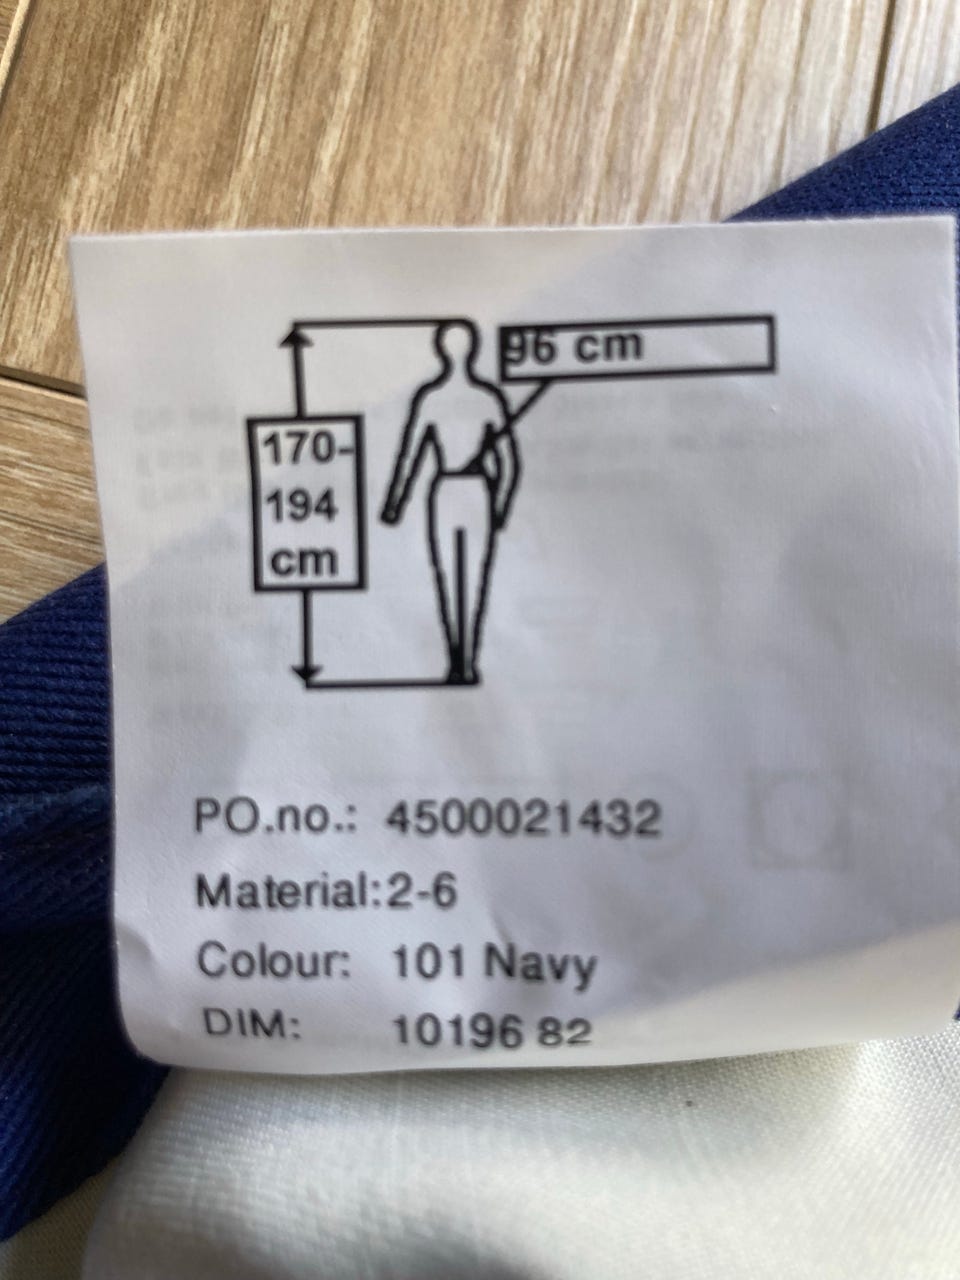 96 cm
170-
194
cm
PO.no.: 4500021432
Material:2-6
Colour: 101 Navy
DIM: 10196 82